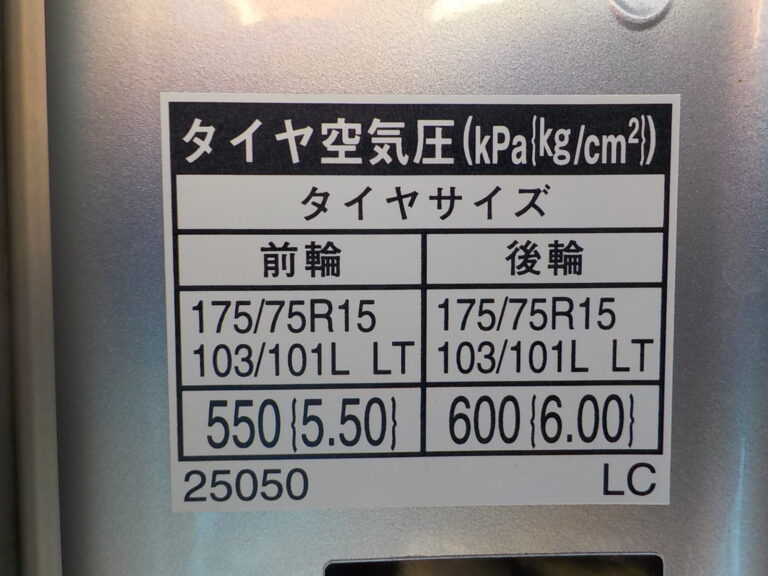 タイヤ空気圧(kPa{kg/cm²})
タイヤサイズ
前輪 後輪
175/75R15 175/75R15
103/101L LT 103/101L LT
550{5.50} 600{6.00}
25050 LC